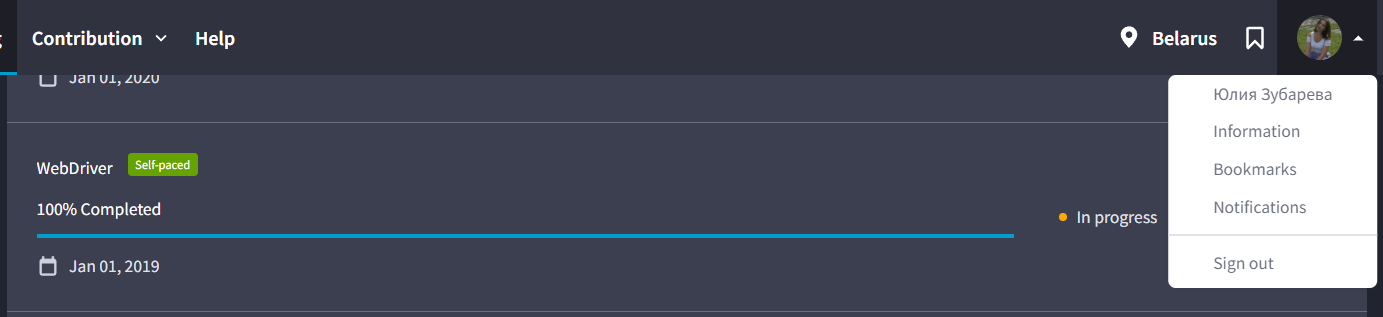 Contribution Help Belarus
Jan 01, 2020
Юлия Зубарева
Information
Bookmarks
Notifications
Sign out
WebDriver Self-paced
100% Completed
In progress
Jan 01, 2019